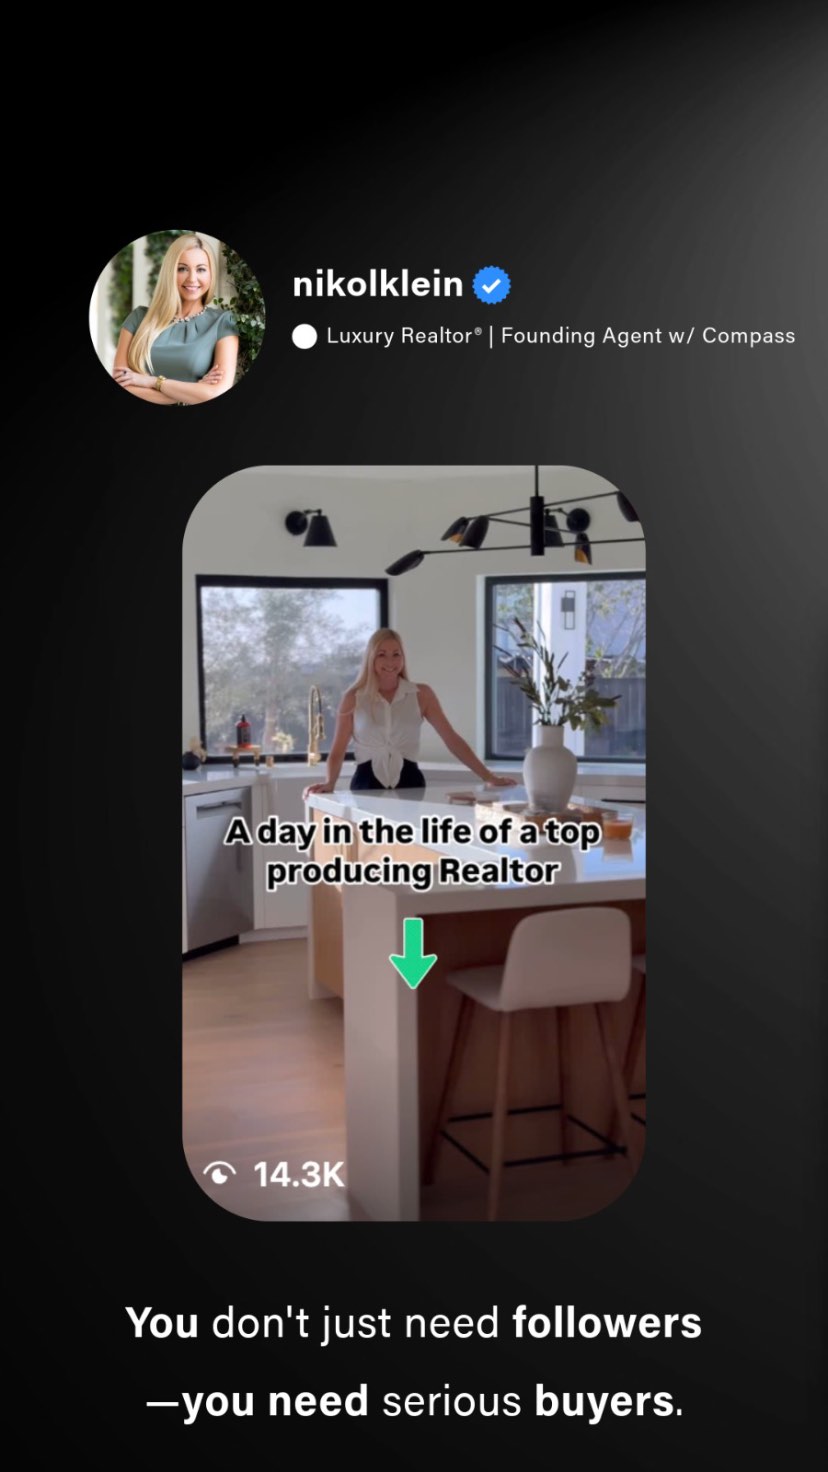 nikolklein
Luxury Realtor® | Founding Agent w/ Compass
A day in the life of a top
producing Realtor
14.3K
You don't just need followers
—you need serious buyers.